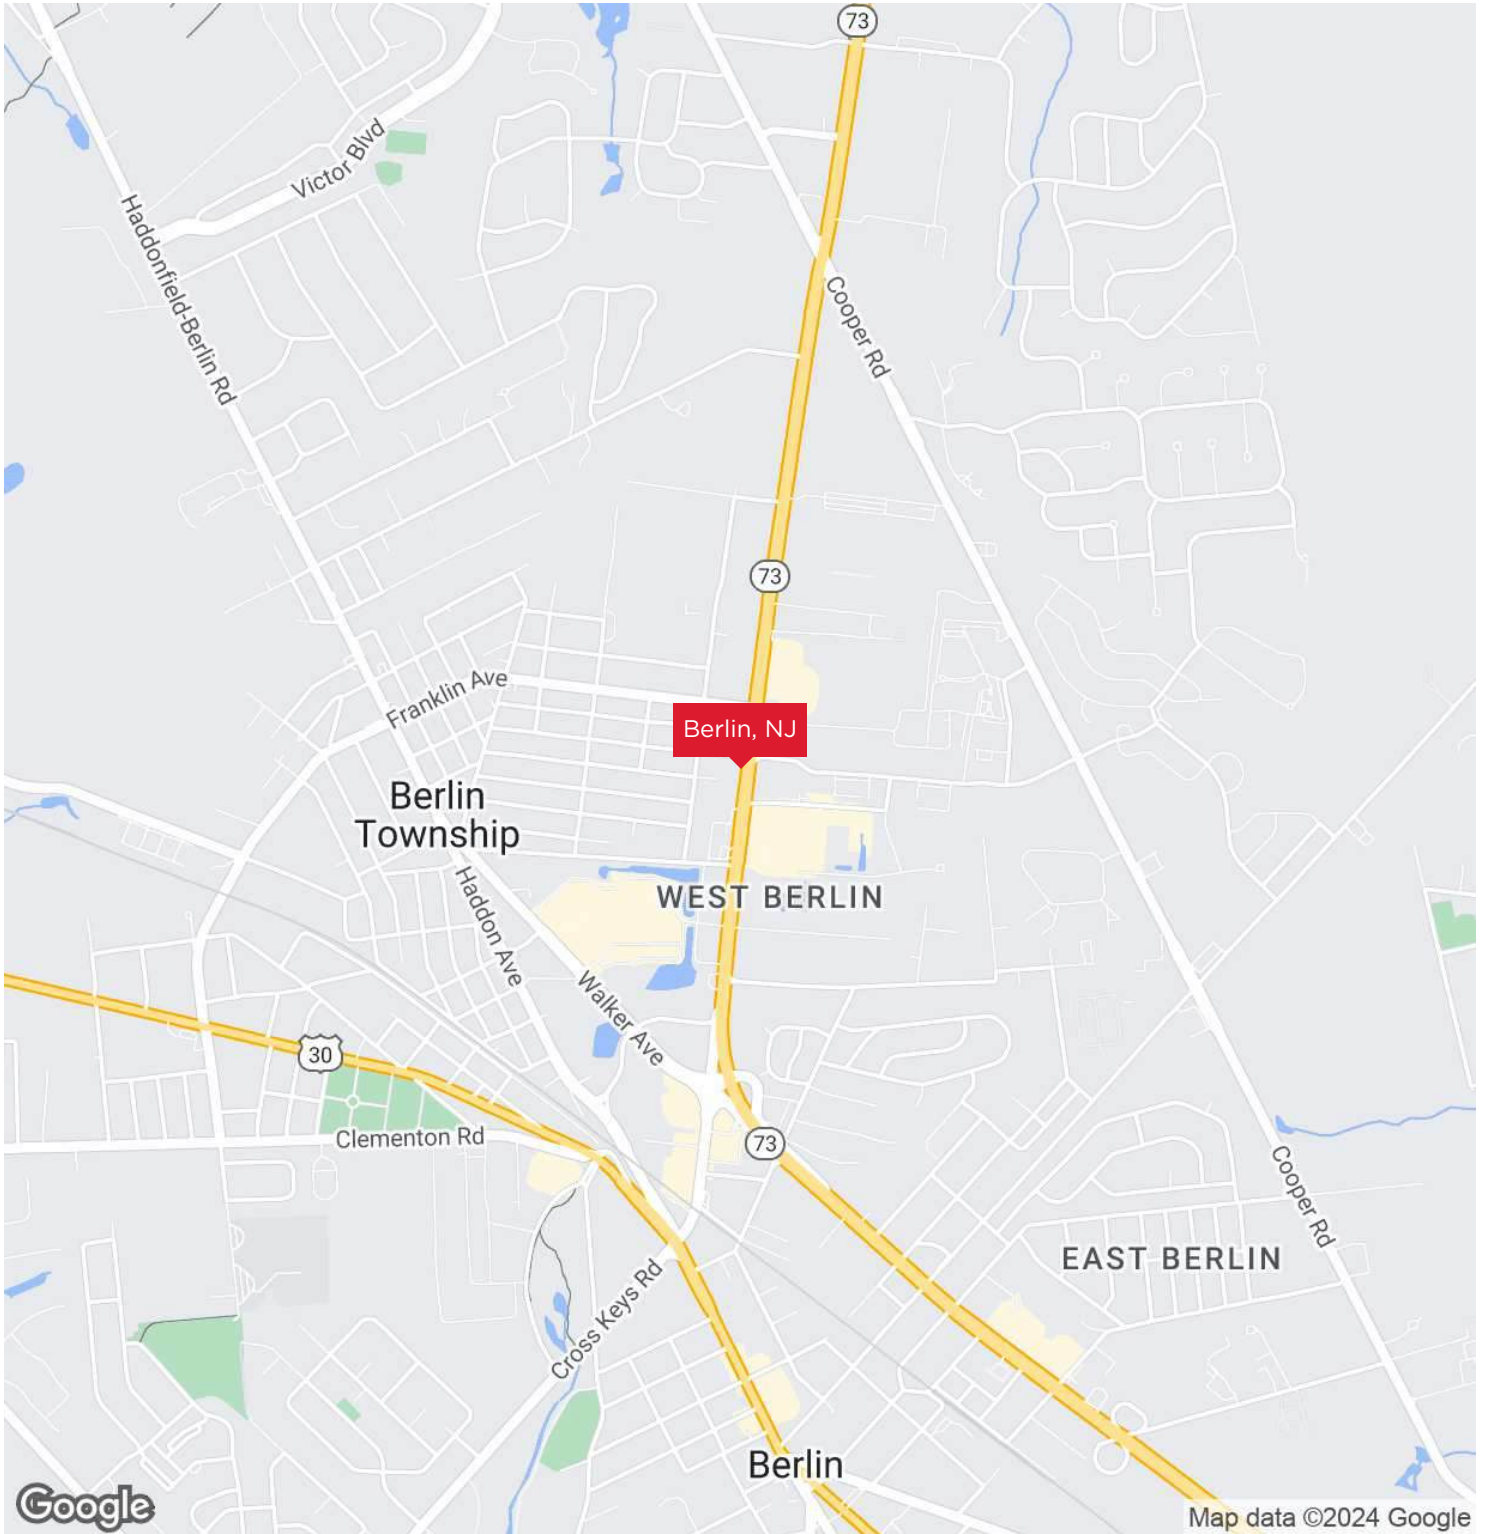 73
Victor Blvd
Haddonfield-Berlin Rd
Cooper Rd
73
Franklin Ave
Berlin, NJ
Berlin
Township
Haddon Ave
WEST BERLIN
Walker Ave
30
Clementon Rd
73
Cooper Rd
EAST BERLIN
Cross Keys Rd
Berlin
Google
Map data ©2024 Google